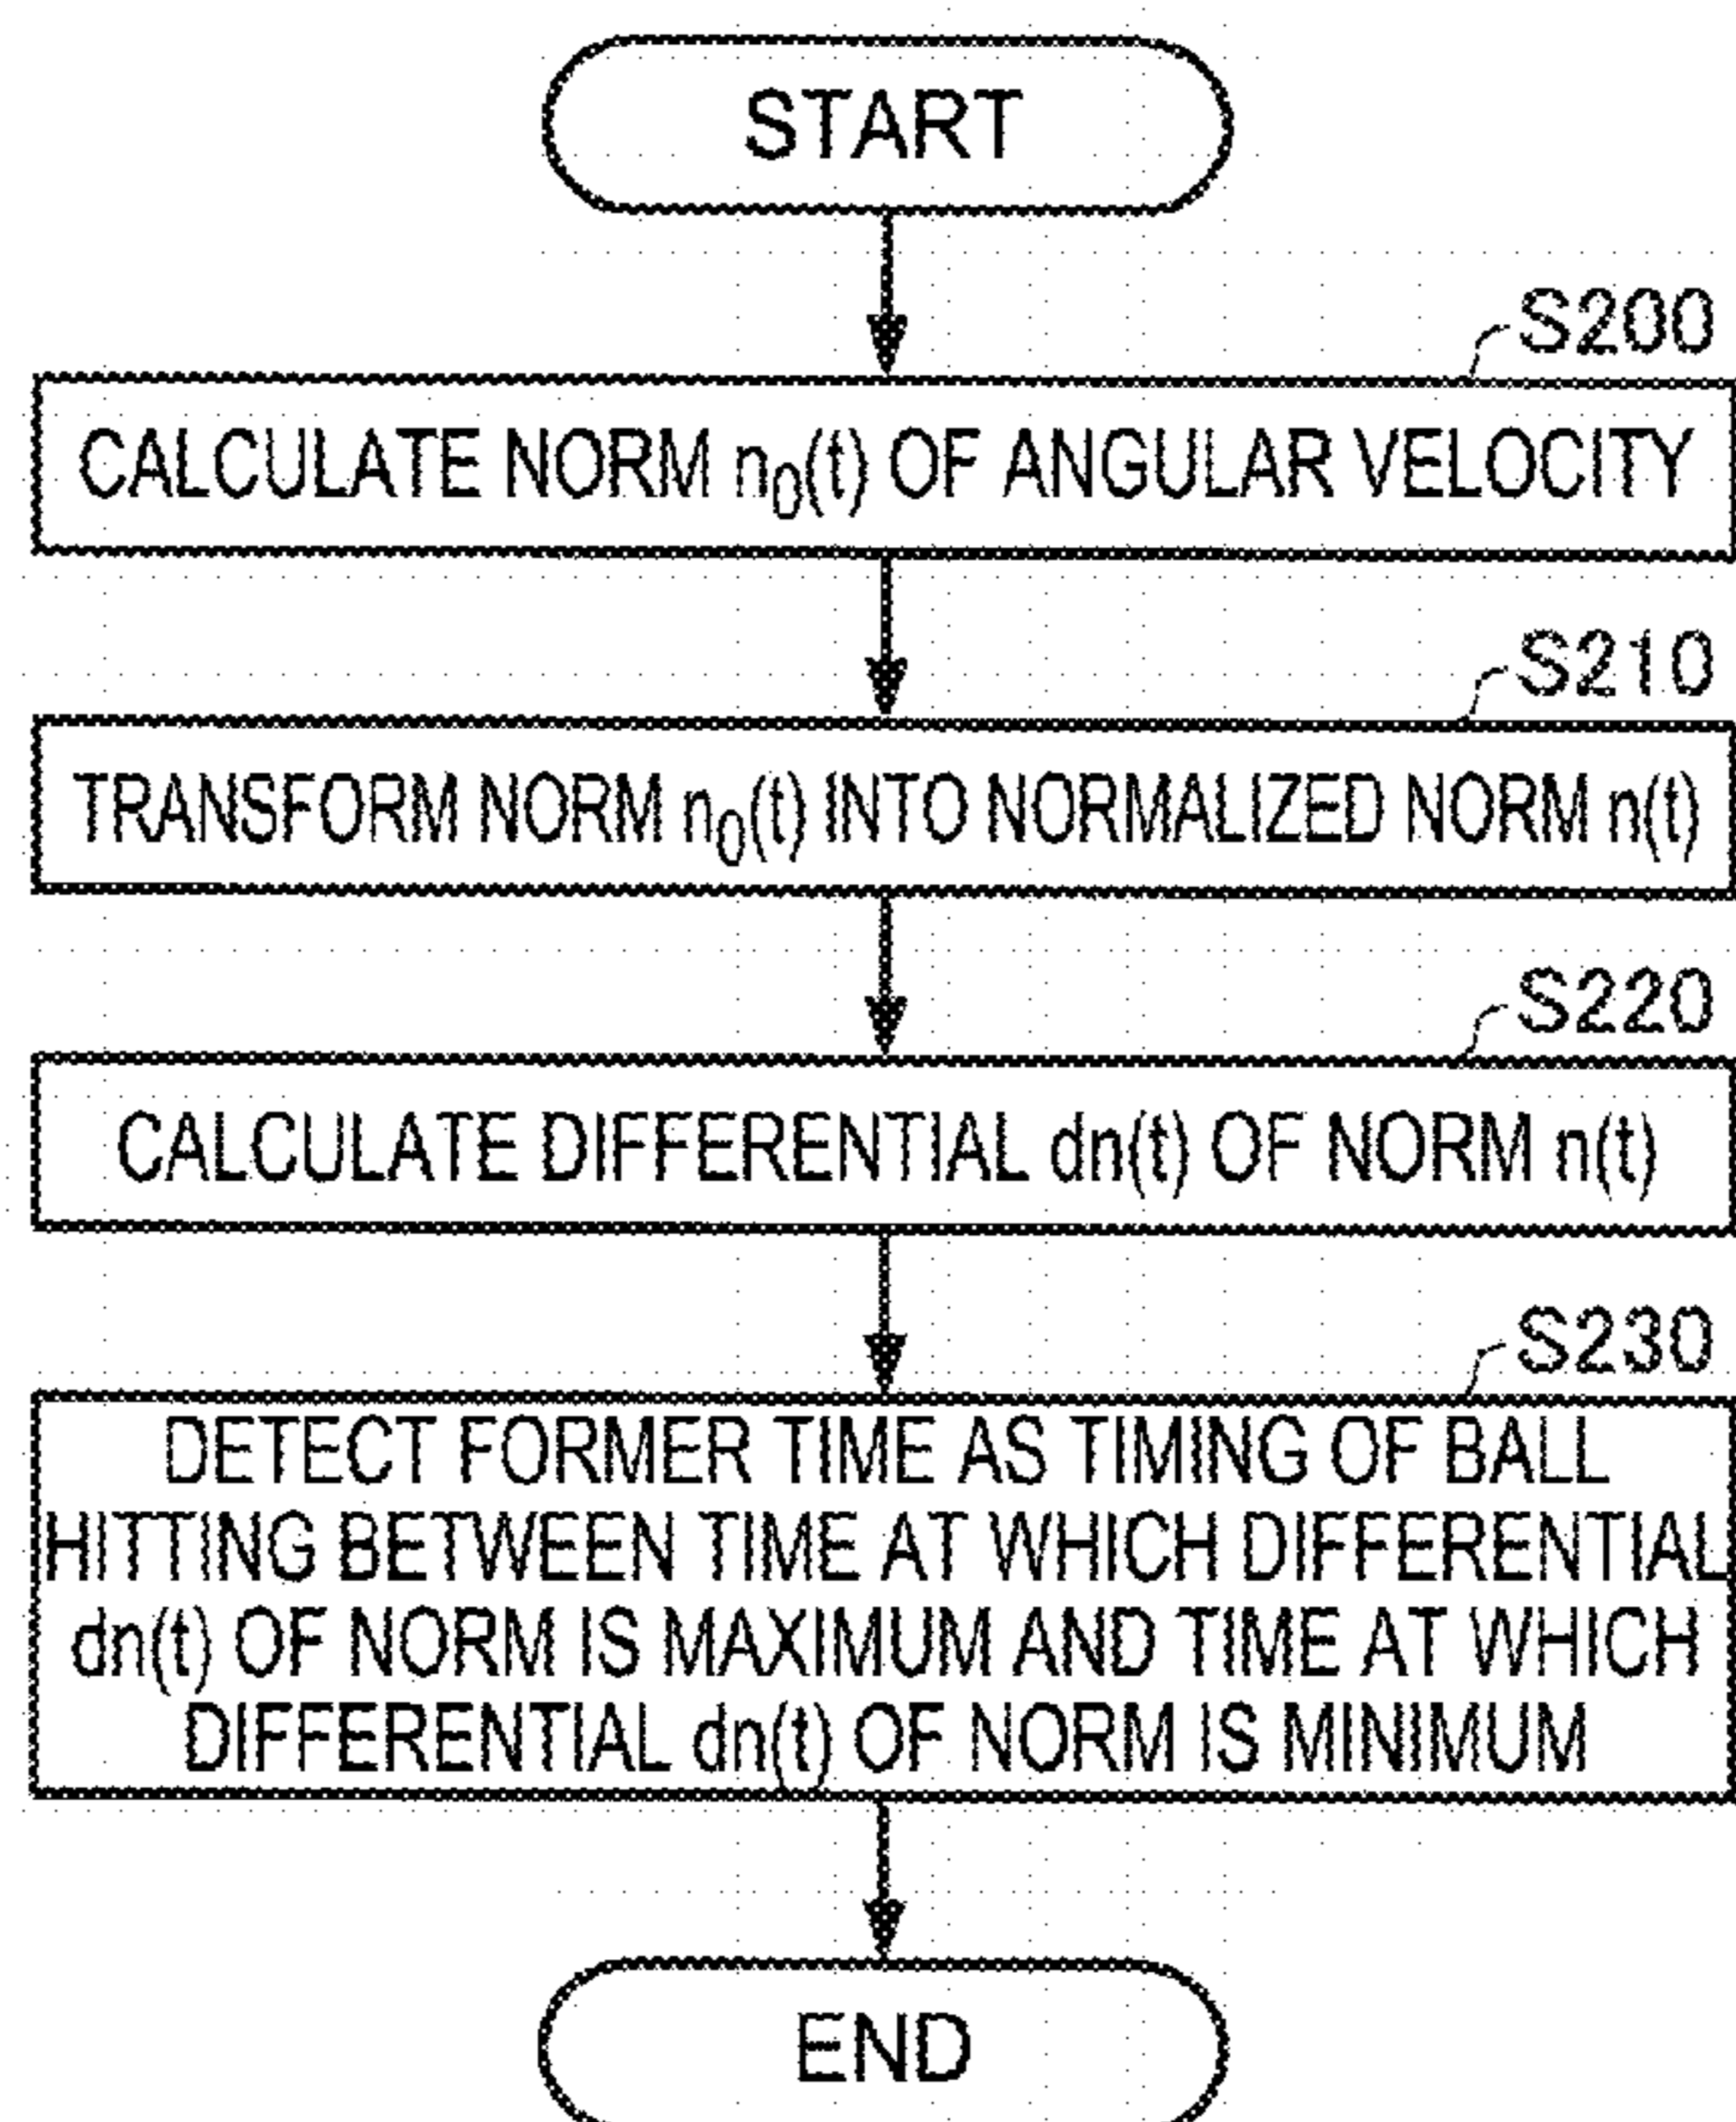 START
S200
CALCULATE NORM n₀(t) OF ANGULAR VELOCITY
S210
TRANSFORM NORM n₀(t) INTO NORMALIZED NORM n(t)
S220
CALCULATE DIFFERENTIAL dn(t) OF NORM n(t)
S230
DETECT FORMER TIME AS TIMING OF BALL
HITTING BETWEEN TIME AT WHICH DIFFERENTIAL
dn(t) OF NORM IS MAXIMUM AND TIME AT WHICH
DIFFERENTIAL dn(t) OF NORM IS MINIMUM
END